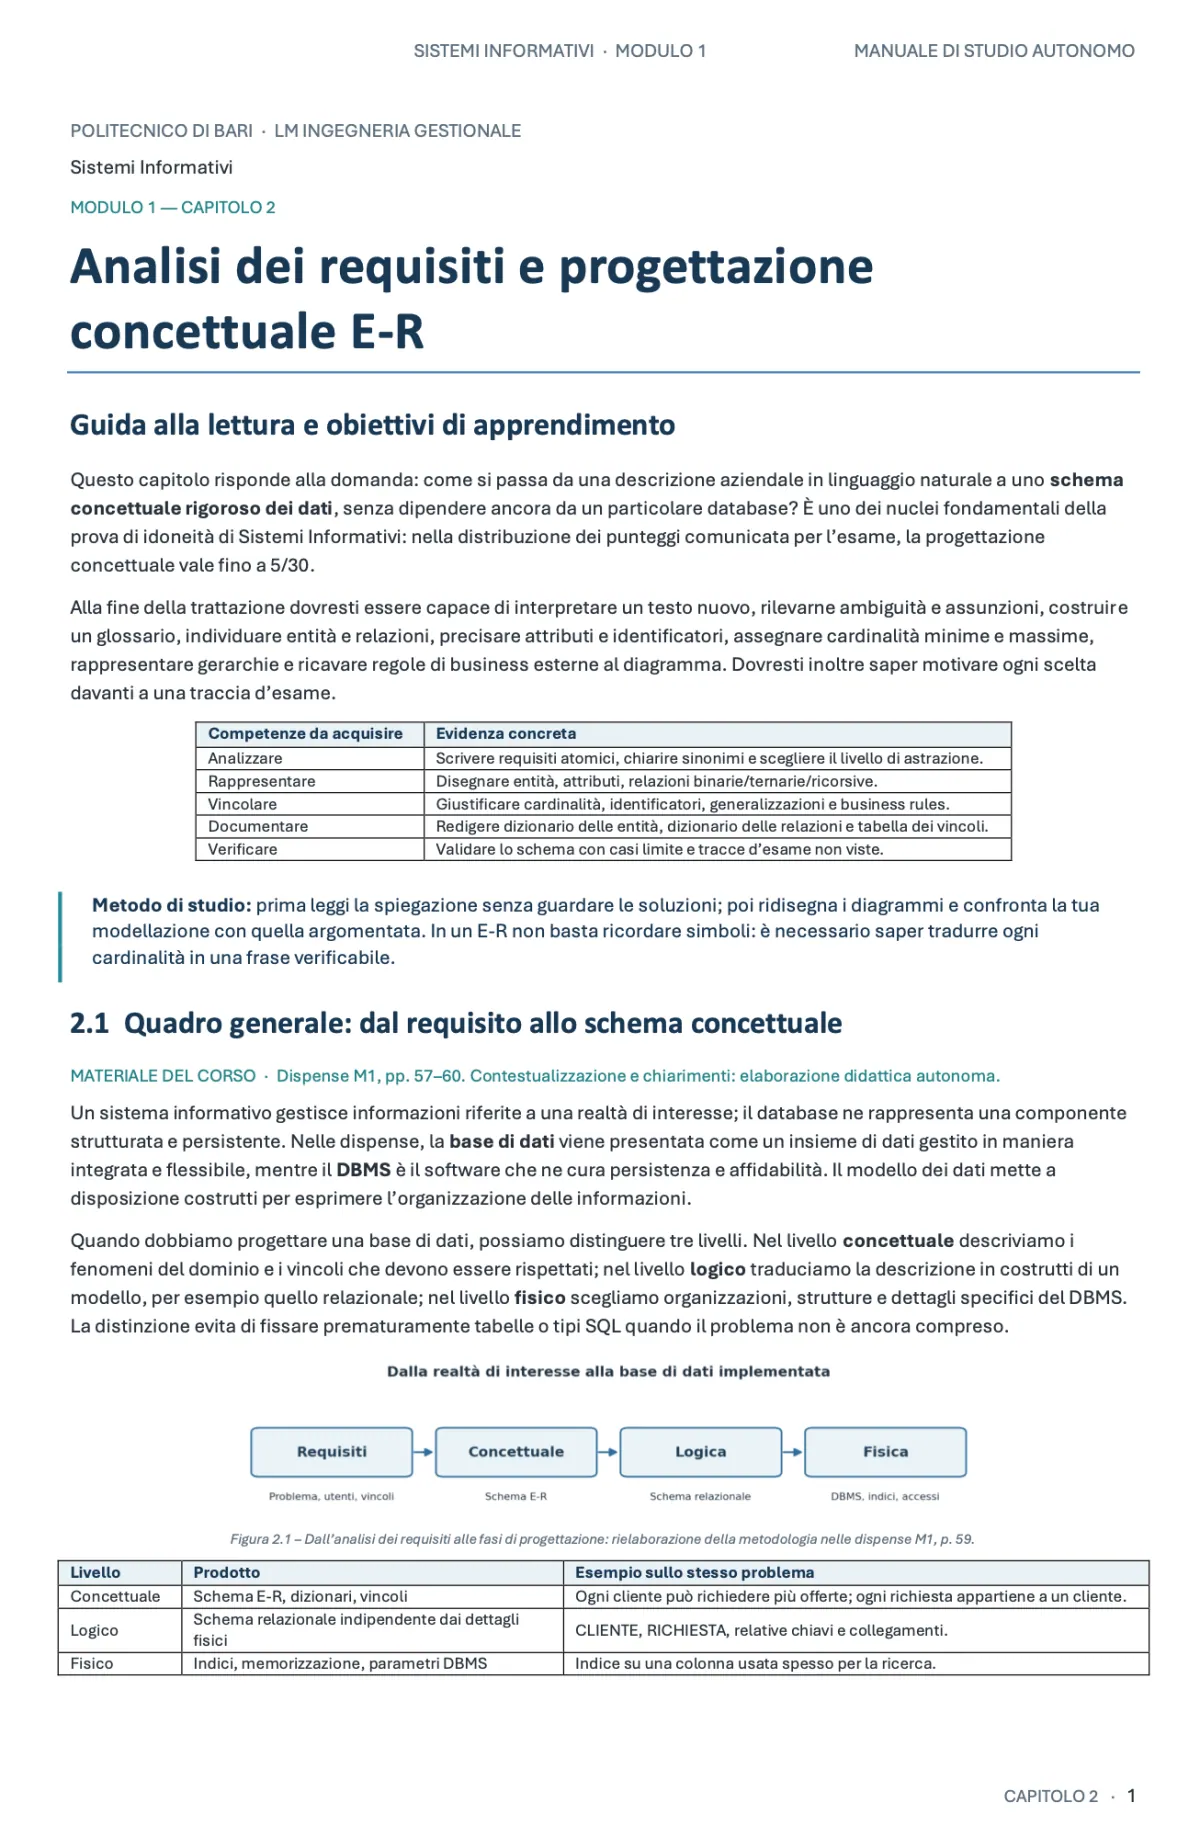 SISTEMI INFORMATIVI · MODULO 1 MANUALE DI STUDIO AUTONOMO
POLITECNICO DI BARI · LM INGEGNERIA GESTIONALE
Sistemi Informativi
MODULO 1 — CAPITOLO 2
Analisi dei requisiti e progettazione
concettuale E-R
Guida alla lettura e obiettivi di apprendimento
Questo capitolo risponde alla domanda: come si passa da una descrizione aziendale in linguaggio naturale a uno schema
concettuale rigoroso dei dati, senza dipendere ancora da un particolare database? È uno dei nuclei fondamentali della
prova di idoneità di Sistemi Informativi: nella distribuzione dei punteggi comunicata per l’esame, la progettazione
concettuale vale fino a 5/30.
Alla fine della trattazione dovresti essere capace di interpretare un testo nuovo, rilevarne ambiguità e assunzioni, costruire
un glossario, individuare entità e relazioni, precisare attributi e identificatori, assegnare cardinalità minime e massime,
rappresentare gerarchie e ricavare regole di business esterne al diagramma. Dovresti inoltre saper motivare ogni scelta
davanti a una traccia d’esame.
Competenze da acquisire Evidenza concreta
Analizzare Scrivere requisiti atomici, chiarire sinonimi e scegliere il livello di astrazione.
Rappresentare Disegnare entità, attributi, relazioni binarie/ternarie/ricorsive.
Vincolare Giustificare cardinalità, identificatori, generalizzazioni e business rules.
Documentare Redigere dizionario delle entità, dizionario delle relazioni e tabella dei vincoli.
Verificare Validare lo schema con casi limite e tracce d’esame non viste.
Metodo di studio: prima leggi la spiegazione senza guardare le soluzioni; poi ridisegna i diagrammi e confronta la tua
modellazione con quella argomentata. In un E-R non basta ricordare simboli: è necessario saper tradurre ogni
cardinalità in una frase verificabile.
2.1 Quadro generale: dal requisito allo schema concettuale
MATERIALE DEL CORSO · Dispense M1, pp. 57–60. Contestualizzazione e chiarimenti: elaborazione didattica autonoma.
Un sistema informativo gestisce informazioni riferite a una realtà di interesse; il database ne rappresenta una componente
strutturata e persistente. Nelle dispense, la base di dati viene presentata come un insieme di dati gestito in maniera
integrata e flessibile, mentre il DBMS è il software che ne cura persistenza e affidabilità. Il modello dei dati mette a
disposizione costrutti per esprimere l’organizzazione delle informazioni.
Quando dobbiamo progettare una base di dati, possiamo distinguere tre livelli. Nel livello concettuale descriviamo i
fenomeni del dominio e i vincoli che devono essere rispettati; nel livello logico traduciamo la descrizione in costrutti di un
modello, per esempio quello relazionale; nel livello fisico scegliamo organizzazioni, strutture e dettagli specifici del DBMS.
La distinzione evita di fissare prematuramente tabelle o tipi SQL quando il problema non è ancora compreso.
Dalla realtà di interesse alla base di dati implementata
Requisiti Concettuale Logica Fisica
Problema, utenti, vincoli Schema E-R Schema relazionale DBMS, indici, accessi
Figura 2.1 – Dall’analisi dei requisiti alle fasi di progettazione: rielaborazione della metodologia nelle dispense M1, p. 59.
Livello Prodotto Esempio sullo stesso problema
Concettuale Schema E-R, dizionari, vincoli Ogni cliente può richiedere più offerte; ogni richiesta appartiene a un cliente.
Logico Schema relazionale indipendente dai dettagli
fisici CLIENTE, RICHIESTA, relative chiavi e collegamenti.
Fisico Indici, memorizzazione, parametri DBMS Indice su una colonna usata spesso per la ricerca.
CAPITOLO 2 · 1